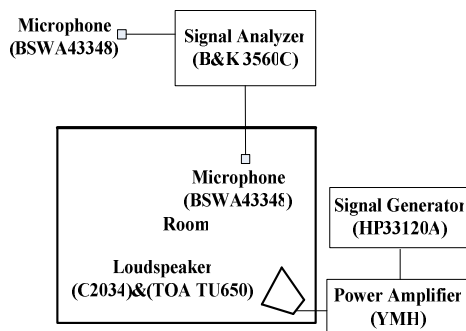 Microphone
(BSWA43348)
Signal Analyzer
(B&K 3560C)
Microphone
(BSWA43348)
Room
Signal Generator
(HP33120A)
Loudspeaker
(C2034)&(TOA TU650)
Power Amplifier
(YMH)